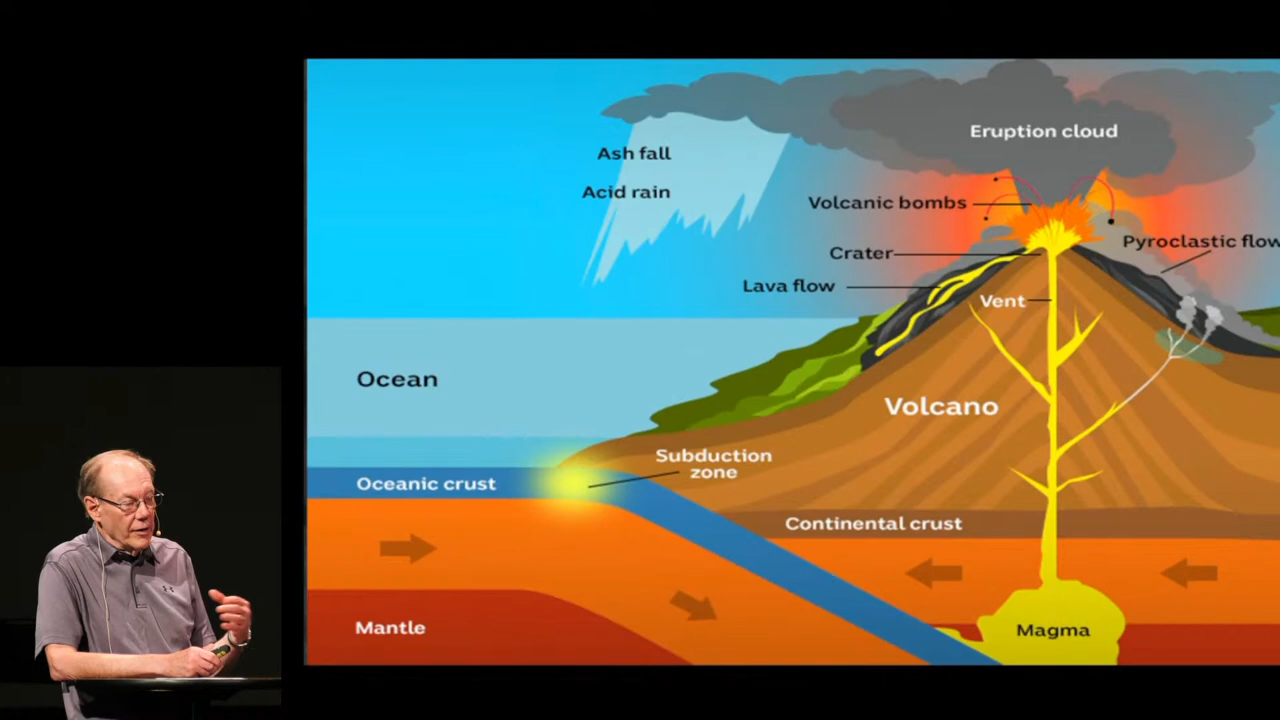 Eruption cloud
Ash fall
Acid rain
Volcanic bombs
Pyroclastic flow
Crater
Lava flow
Vent
Ocean
Volcano
Subduction
zone
Oceanic crust
Continental crust
Mantle
Magma